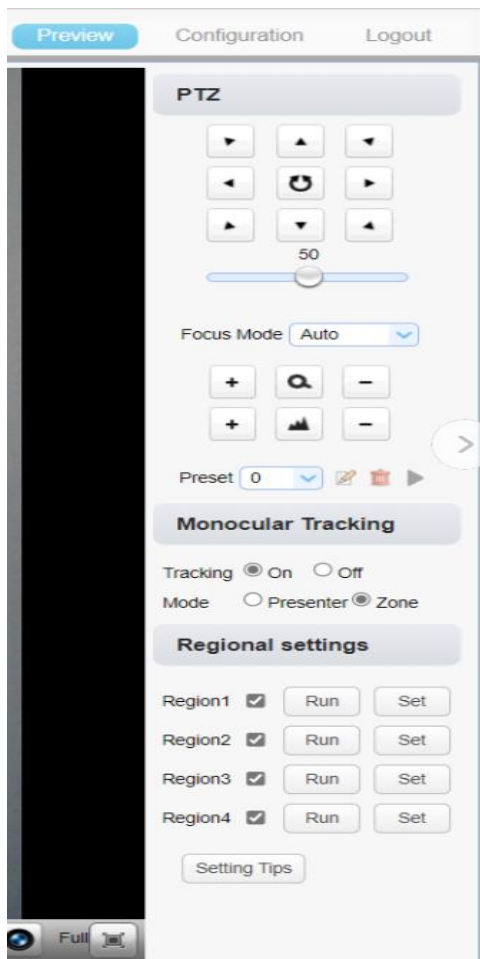 Preview Configuration Logout
PTZ
50
Focus Mode Auto
+ −
+ −
Preset 0
Monocular Tracking
Tracking On Off
Mode Presenter Zone
Regional settings
Region1 Run Set
Region2 Run Set
Region3 Run Set
Region4 Run Set
Setting Tips
Full